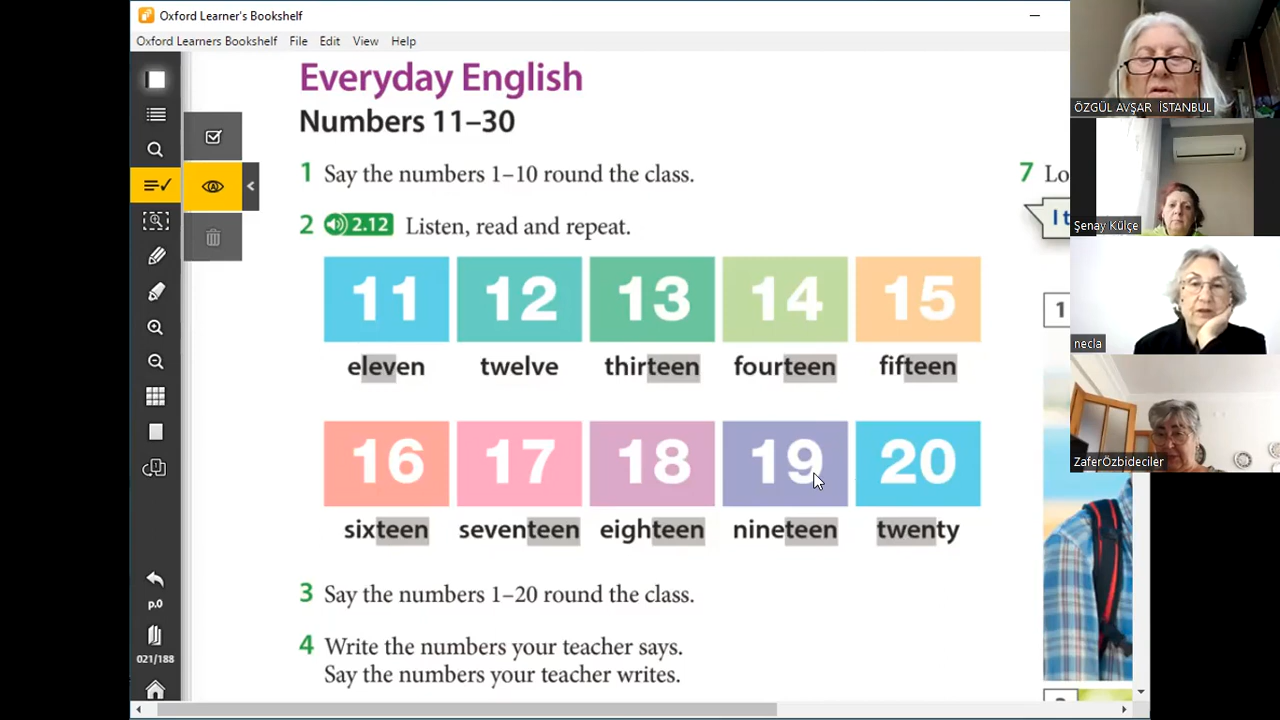 Oxford Learner's Bookshelf
Oxford Learners Bookshelf File Edit View Help
Everyday English
Numbers 11–30
1 Say the numbers 1–10 round the class.
2 2.12 Listen, read and repeat.
11 12 13 14 15
eleven twelve thirteen fourteen fifteen
16 17 18 19 20
sixteen seventeen eighteen nineteen twenty
3 Say the numbers 1–20 round the class.
4 Write the numbers your teacher says.
Say the numbers your teacher writes.
7 Lo
It
1
p.0
021/188
ÖZGÜL AVŞAR İSTANBUL
Şenay Külçe
necla
ZaferÖzbideciler